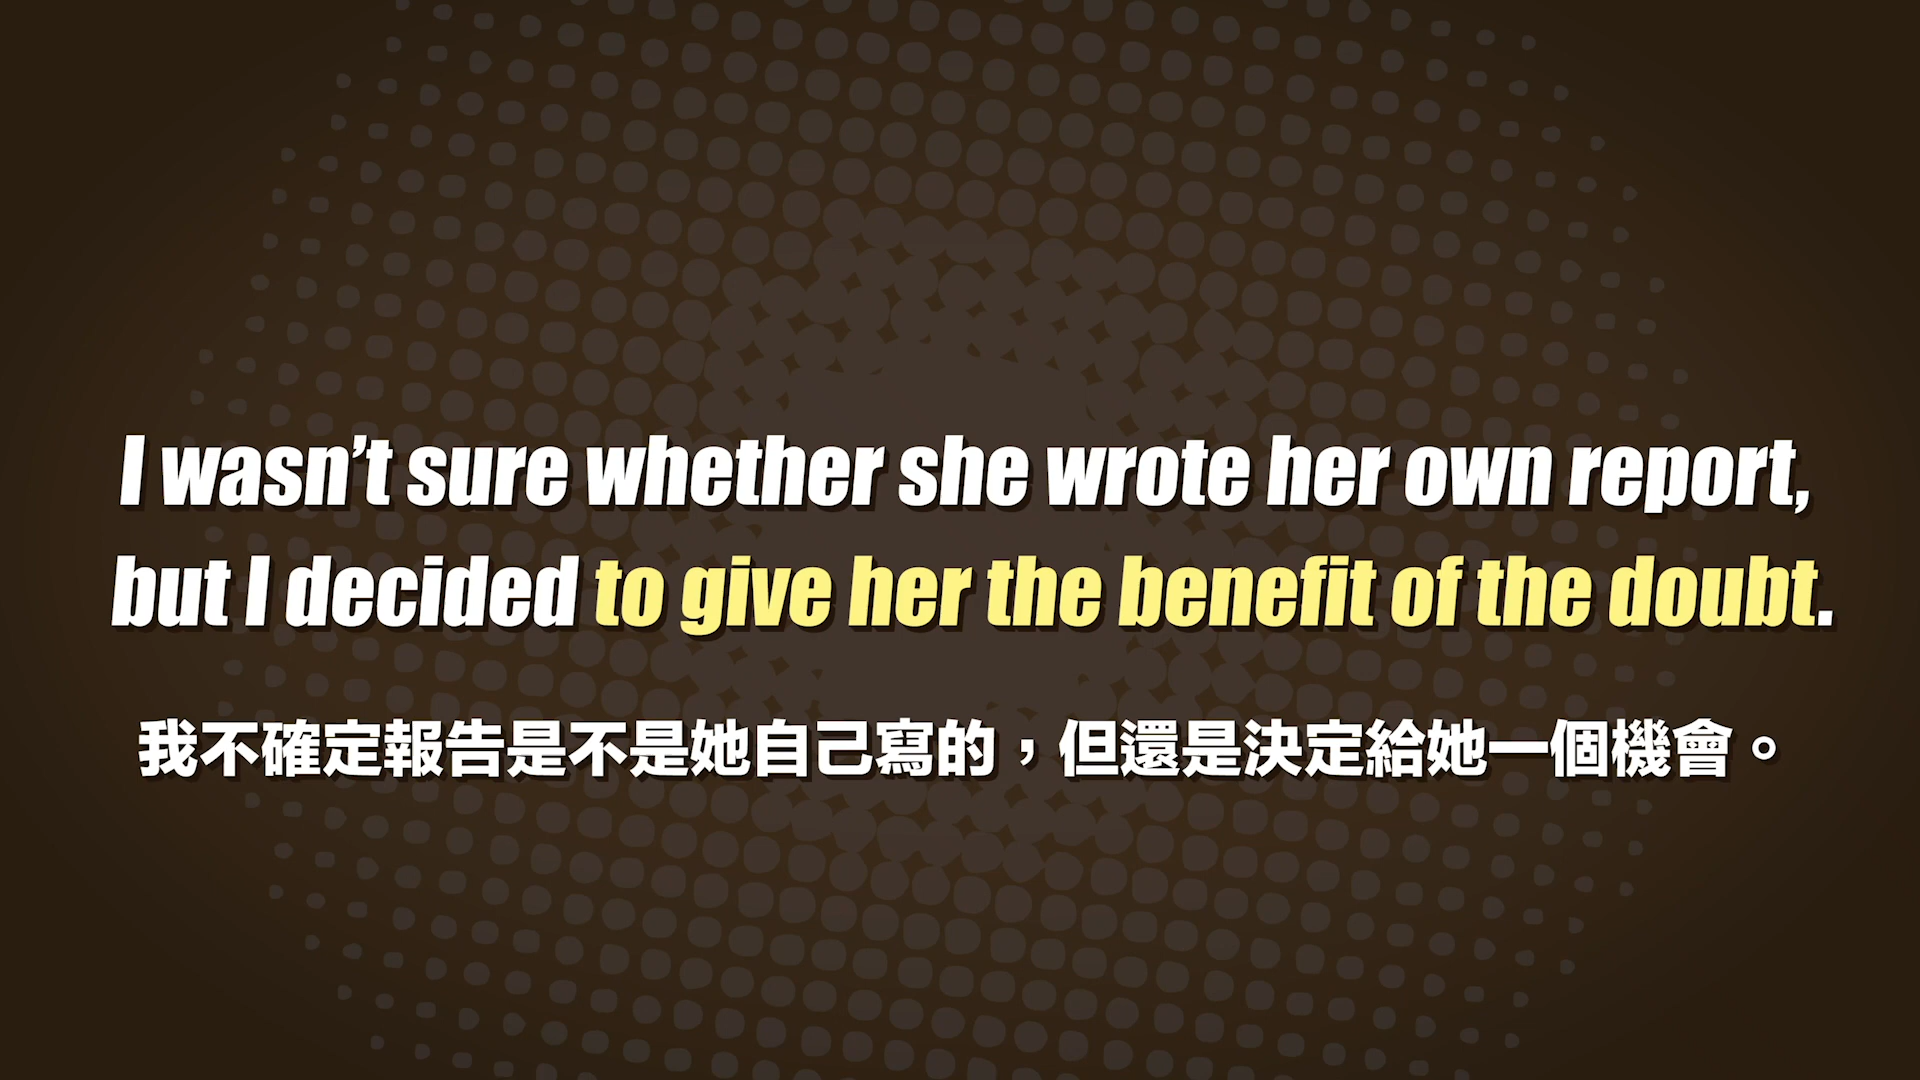 I wasn’t sure whether she wrote her own report,
but I decided to give her the benefit of the doubt.
我不確定報告是不是她自己寫的，但還是決定給她一個機會。